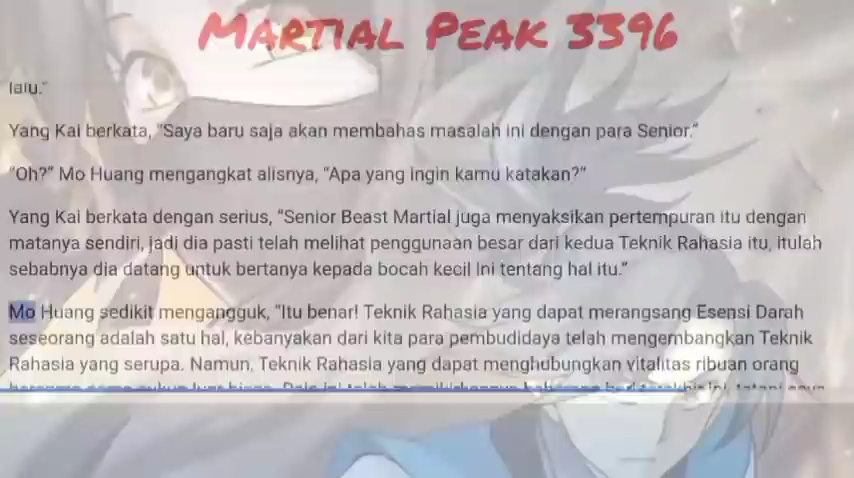 MARTIAL PEAK 3396
lalu.”
Yang Kai berkata, “Saya baru saja akan membahas masalah ini dengan para Senior.”
“Oh?” Mo Huang mengangkat alisnya, “Apa yang ingin kamu katakan?”
Yang Kai berkata dengan serius, “Senior Beast Martial juga menyaksikan pertempuran itu dengan
matanya sendiri, jadi dia pasti telah melihat penggunaan besar dari kedua Teknik Rahasia itu, itulah
sebabnya dia datang untuk bertanya kepada bocah kecil ini tentang hal itu.”
Mo Huang sedikit mengangguk, “Itu benar! Teknik Rahasia yang dapat merangsang Esensi Darah
seseorang adalah satu hal, kebanyakan dari kita para pembudidaya telah mengembangkan Teknik
Rahasia yang serupa. Namun, Teknik Rahasia yang dapat menghubungkan vitalitas ribuan orang